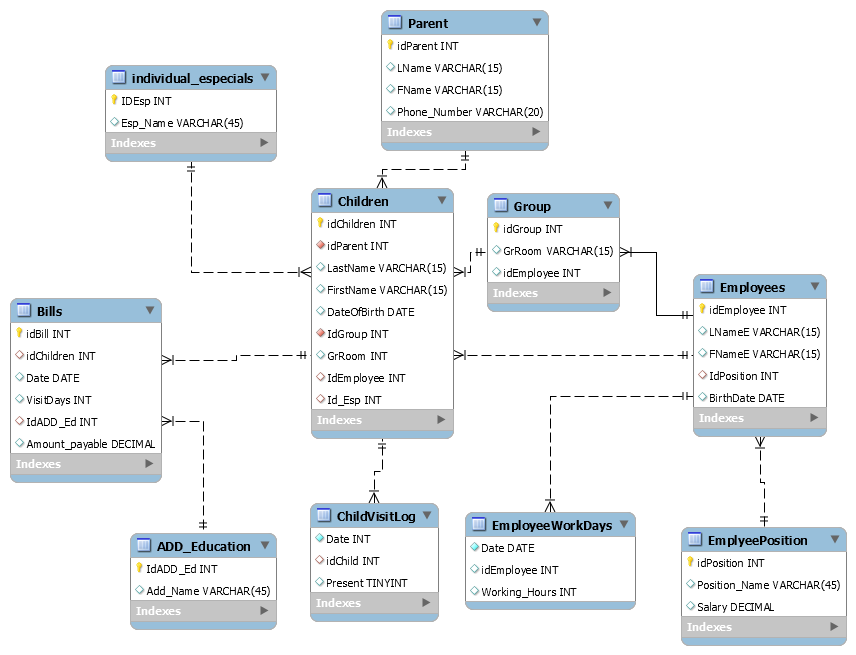 Parent
idParent INT
LName VARCHAR(15)
FName VARCHAR(15)
Phone_Number VARCHAR(20)
Indexes
individual_especials
IDEsp INT
Esp_Name VARCHAR(45)
Indexes
Children
idChildren INT
idParent INT
LastName VARCHAR(15)
FirstName VARCHAR(15)
DateOfBirth DATE
IdGroup INT
GrRoom INT
IdEmployee INT
Id_Esp INT
Indexes
Group
idGroup INT
GrRoom VARCHAR(15)
idEmployee INT
Indexes
Employees
idEmployee INT
LNameE VARCHAR(15)
FNameE VARCHAR(15)
IdPosition INT
BirthDate DATE
Indexes
Bills
idBill INT
idChildren INT
Date DATE
VisitDays INT
IdADD_Ed INT
Amount_payable DECIMAL
Indexes
ADD_Education
IdADD_Ed INT
Add_Name VARCHAR(45)
Indexes
ChildVisitLog
Date INT
idChild INT
Present TINYINT
Indexes
EmployeeWorkDays
Date DATE
idEmployee INT
Working_Hours INT
EmplyeePosition
idPosition INT
Position_Name VARCHAR(45)
Salary DECIMAL
Indexes